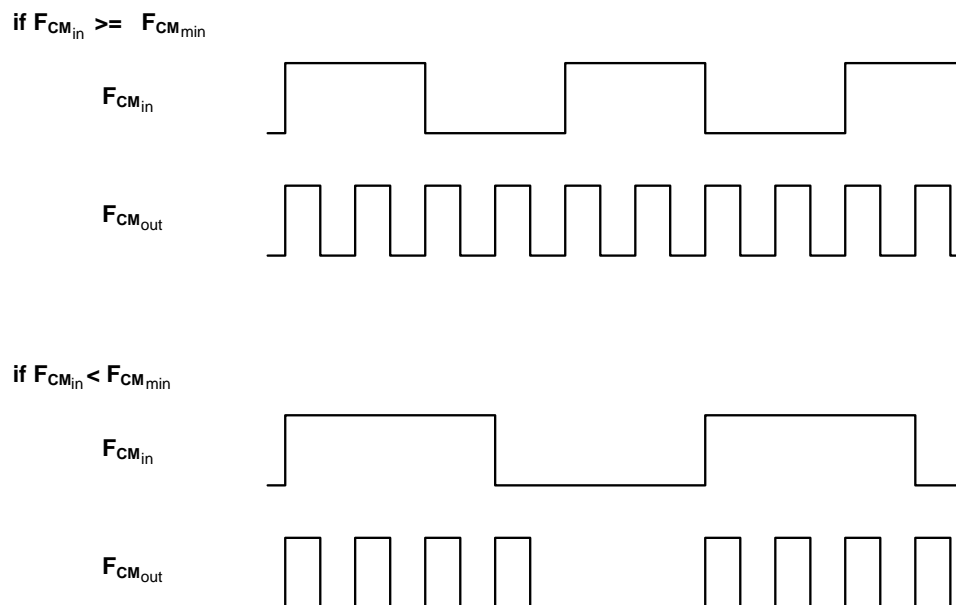 if FCMin >= FCMmin
FCMin
FCMout
if FCMin < FCMmin
FCMin
FCMout